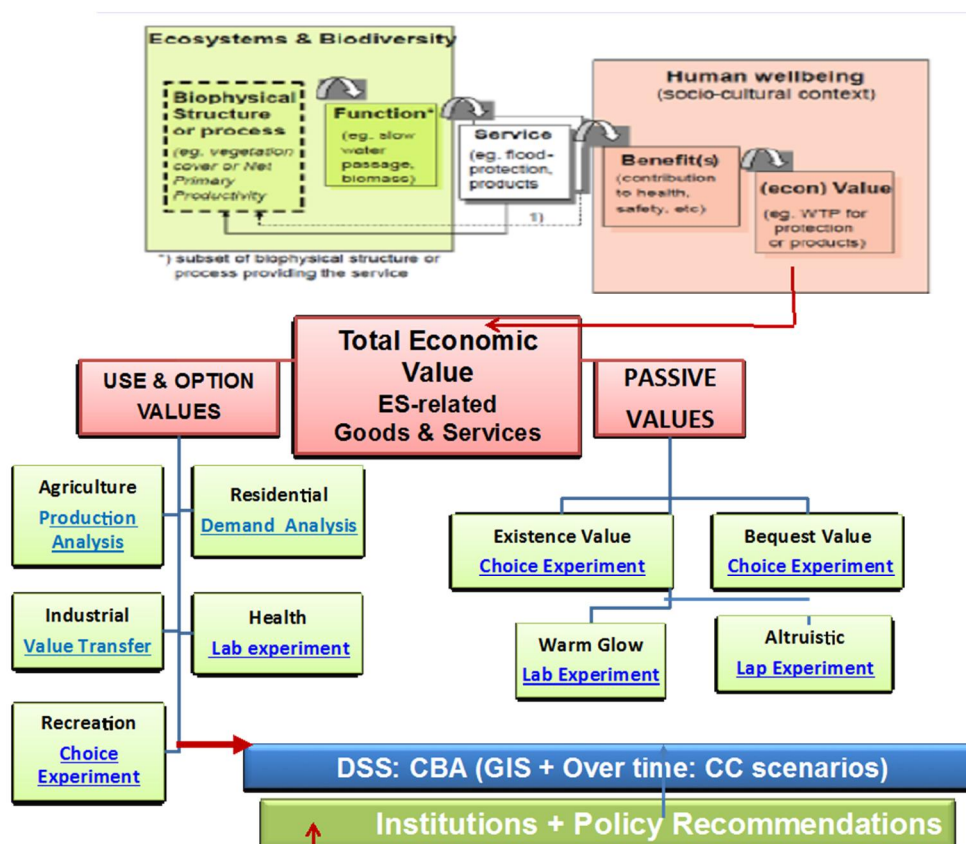 Ecosystems & Biodiversity
Biophysical
Structure
or process
(eg. vegetation
cover or Net
Primary
Productivity
Function*
(eg. slow
water
passage,
biomass)
Service
(eg. flood-
protection,
products
1)
*) subset of biophysical structure or
process providing the service
Human wellbeing
(socio-cultural context)
Benefit(s)
(contribution
to health,
safety, etc)
(econ) Value
(eg. WTP for
protection
or products)
Total Economic
Value
ES-related
Goods & Services
USE & OPTION
VALUES
PASSIVE
VALUES
Agriculture
Production
Analysis
Residential
Demand Analysis
Industrial
Value Transfer
Health
Lab experiment
Recreation
Choice
Experiment
Existence Value
Choice Experiment
Bequest Value
Choice Experiment
Warm Glow
Lab Experiment
Altruistic
Lap Experiment
DSS: CBA (GIS + Over time: CC scenarios)
Institutions + Policy Recommendations